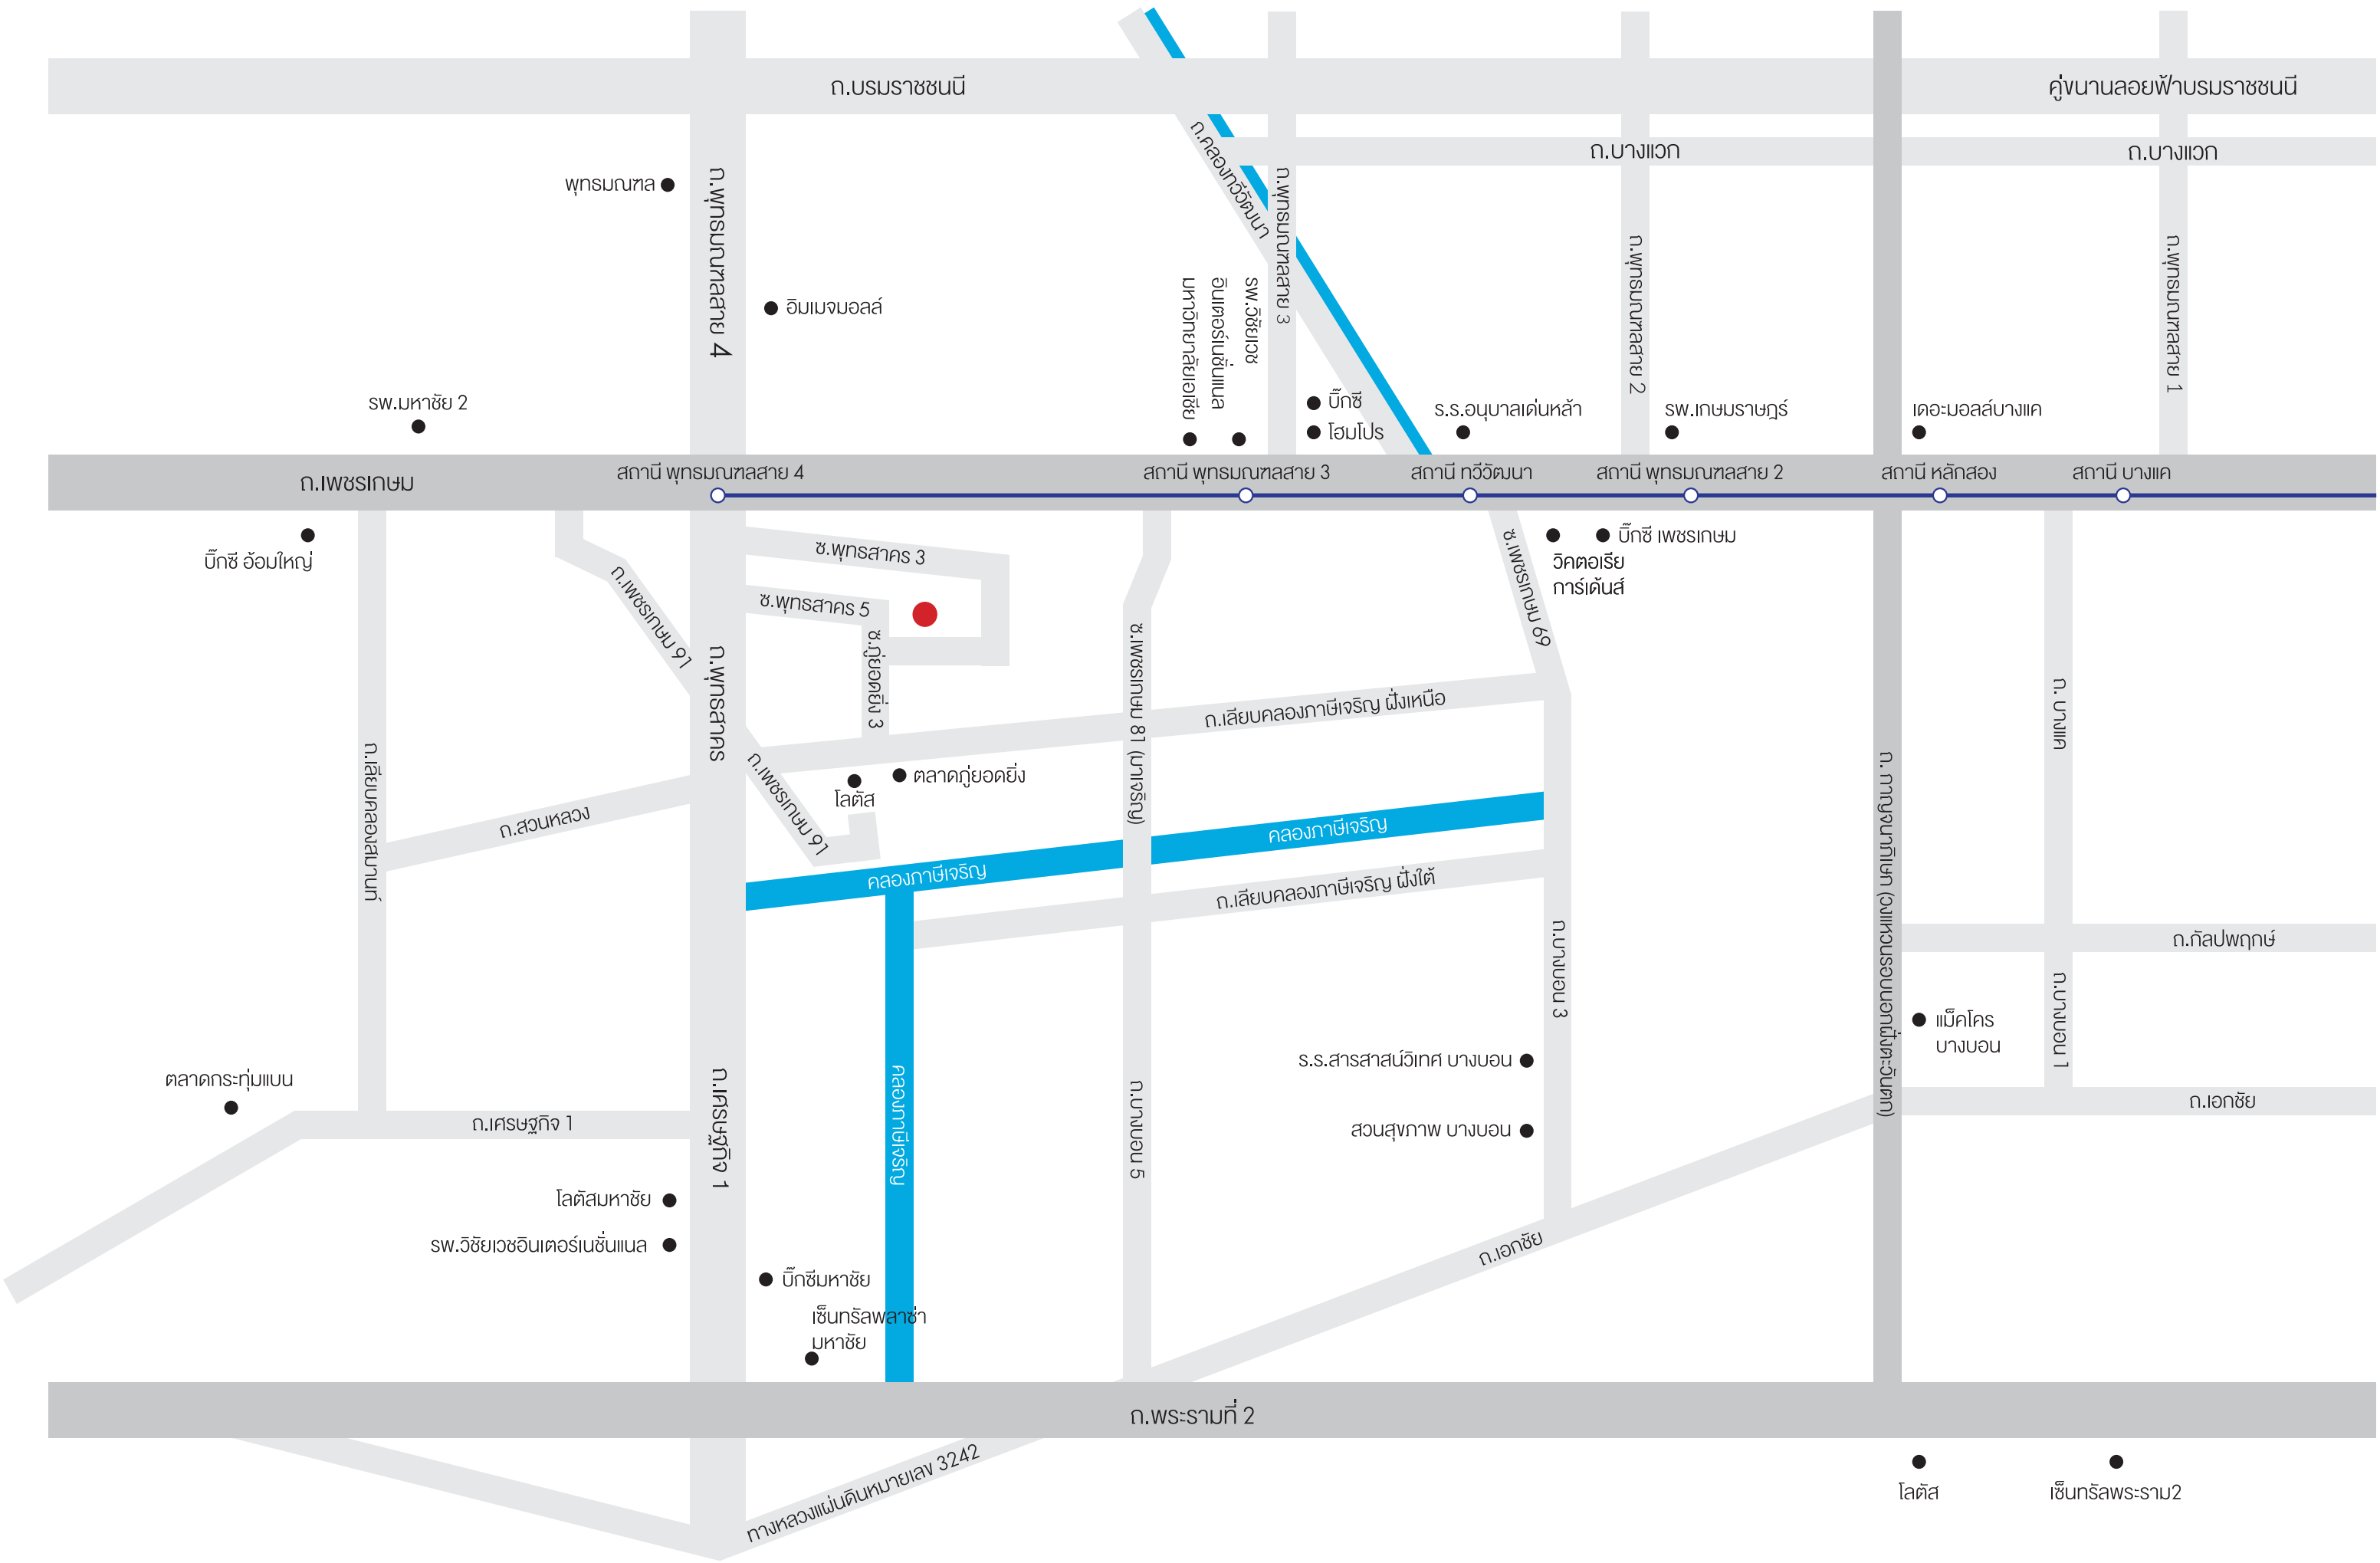 ถ.บรมราชชนนี
คู่ขนานลอยฟ้าบรมราชชนนี
ถ.บางแวก
ถ.บางแวก
ถ.คลองทวีวัฒนา
พุทธมณฑล
ถ.พุทธมณฑลสาย 4
ถ.พุทธมณฑลสาย 3
ถ.พุทธมณฑลสาย 2
ถ.พุทธมณฑลสาย 1
อิมเมจมอลล์
มหาวิทยาลัยเอเชีย
อินเตอร์เนชั่นแนล
รพ.วิชัยเวช
รพ.มหาชัย 2
บิ๊กซี
โฮมโปร
ร.ร.อนุบาลเด่นหล้า
รพ.เกษมราษฎร์
เดอะมอลล์บางแค
ถ.เพชรเกษม
สถานี พุทธมณฑลสาย 4
สถานี พุทธมณฑลสาย 3
สถานี ทวีวัฒนา
สถานี พุทธมณฑลสาย 2
สถานี หลักสอง
สถานี บางแค
บิ๊กซี อ้อมใหญ่
ซ.พุทธสาคร 3
ซ.พุทธสาคร 5
ซ.ภู่ยอดยิ่ง 3
ถ.เพชรเกษม 91
ถ.พุทธสาคร
ซ.เพชรเกษม 81 (มาเจริญ)
ซ.เพชรเกษม 69
บิ๊กซี เพชรเกษม
วิคตอเรีย
การ์เด้นส์
ถ.เลียบคลองภาษีเจริญ ฝั่งเหนือ
ถ. บางแค
ถ.เลียบคลองสมานท์
ถ.สวนหลวง
ถ.เพชรเกษม 91
โลตัส
ตลาดภู่ยอดยิ่ง
คลองภาษีเจริญ
คลองภาษีเจริญ
ถ.เลียบคลองภาษีเจริญ ฝั่งใต้
ถ.บางบอน 3
ถ. กาญจนาภิเษก (วงแหวนรอบนอกฝั่งตะวันตก)
ถ.กัลปพฤกษ์
แม็คโคร
บางบอน
ถ.บางบอน 1
ร.ร.สารสาสน์วิเทศ บางบอน
สวนสุขภาพ บางบอน
ตลาดกระทุ่มแบน
ถ.เศรษฐกิจ 1
ถ.เศรษฐกิจ 1
คลองภาษีเจริญ
ถ.บางบอน 5
ถ.เอกชัย
โลตัสมหาชัย
รพ.วิชัยเวชอินเตอร์เนชั่นแนล
บิ๊กซีมหาชัย
เซ็นทรัลพลาซ่า
มหาชัย
ถ.เอกชัย
ถ.พระรามที่ 2
ทางหลวงแผ่นดินหมายเลข 3242
โลตัส
เซ็นทรัลพระราม2